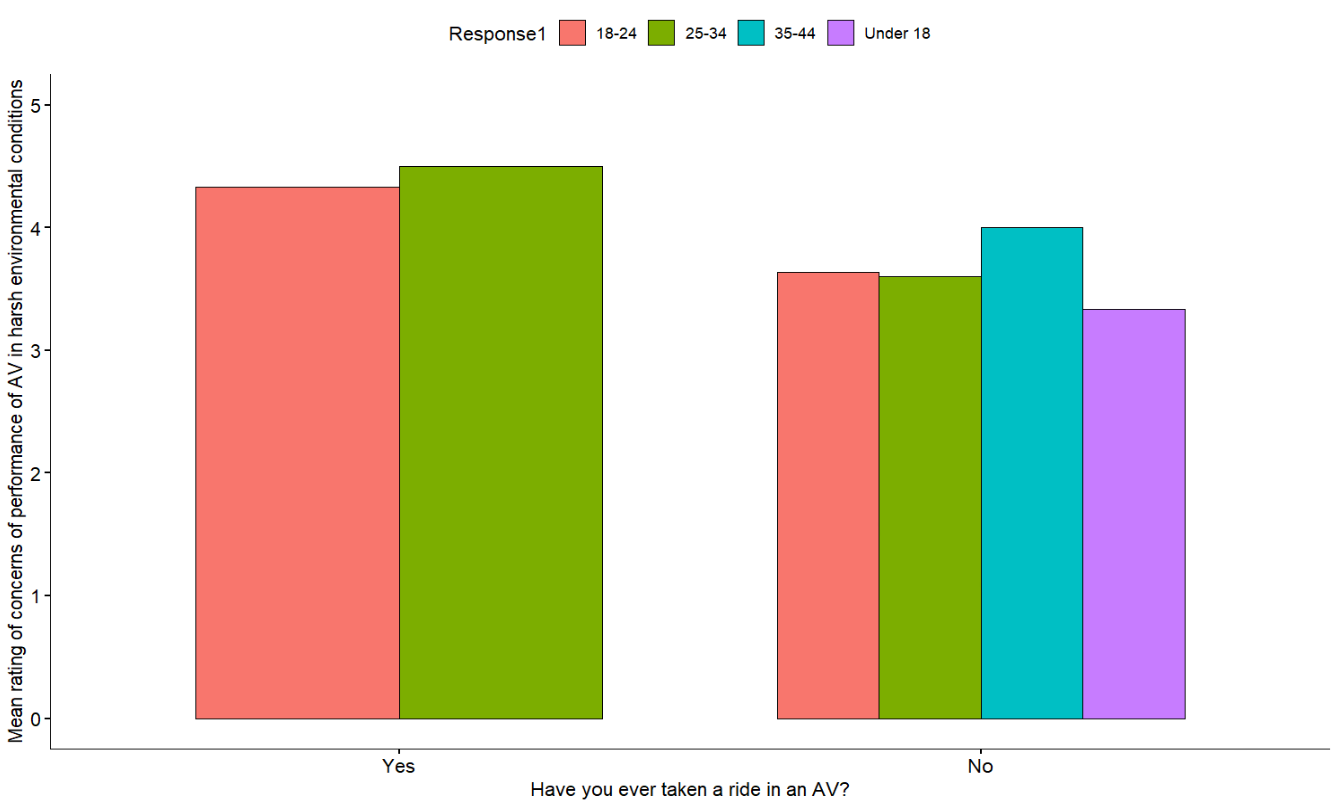 Response1 18-24 25-34 35-44 Under 18
Mean rating of concerns of performance of AV in harsh environmental conditions
5
4
3
2
1
0
Yes No
Have you ever taken a ride in an AV?